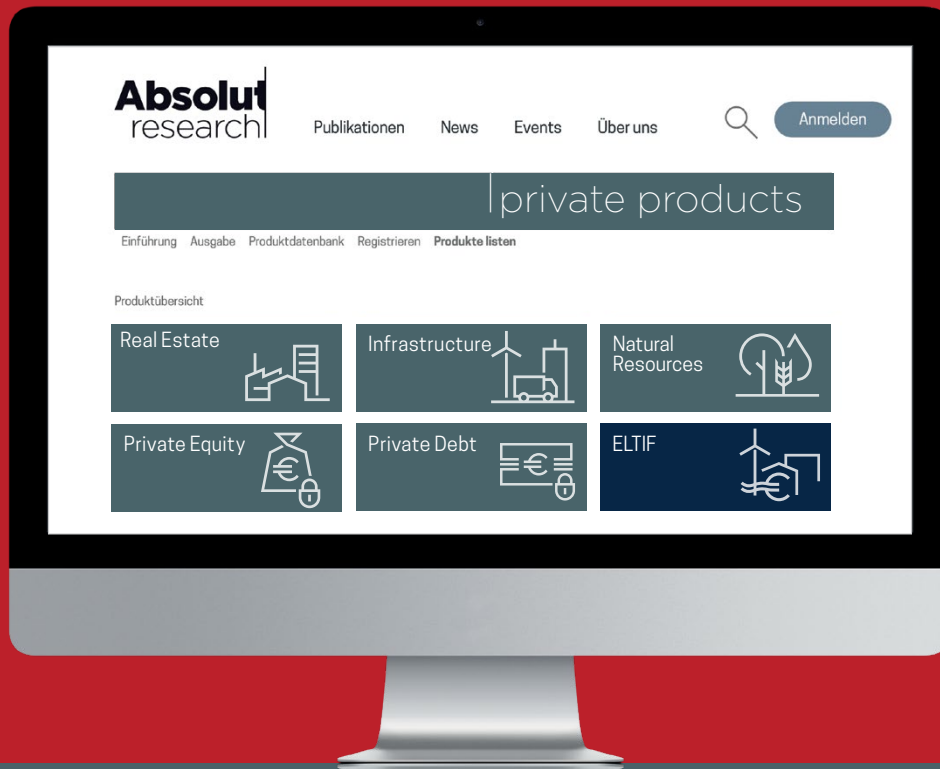 Absolut
research
Publikationen News Events Über uns
Anmelden
private products
Einführung Ausgabe Produktdatenbank Registrieren Produkte listen
Produktübersicht
Real Estate
Infrastructure
Natural
Resources
Private Equity
€
Private Debt
€
ELTIF
€